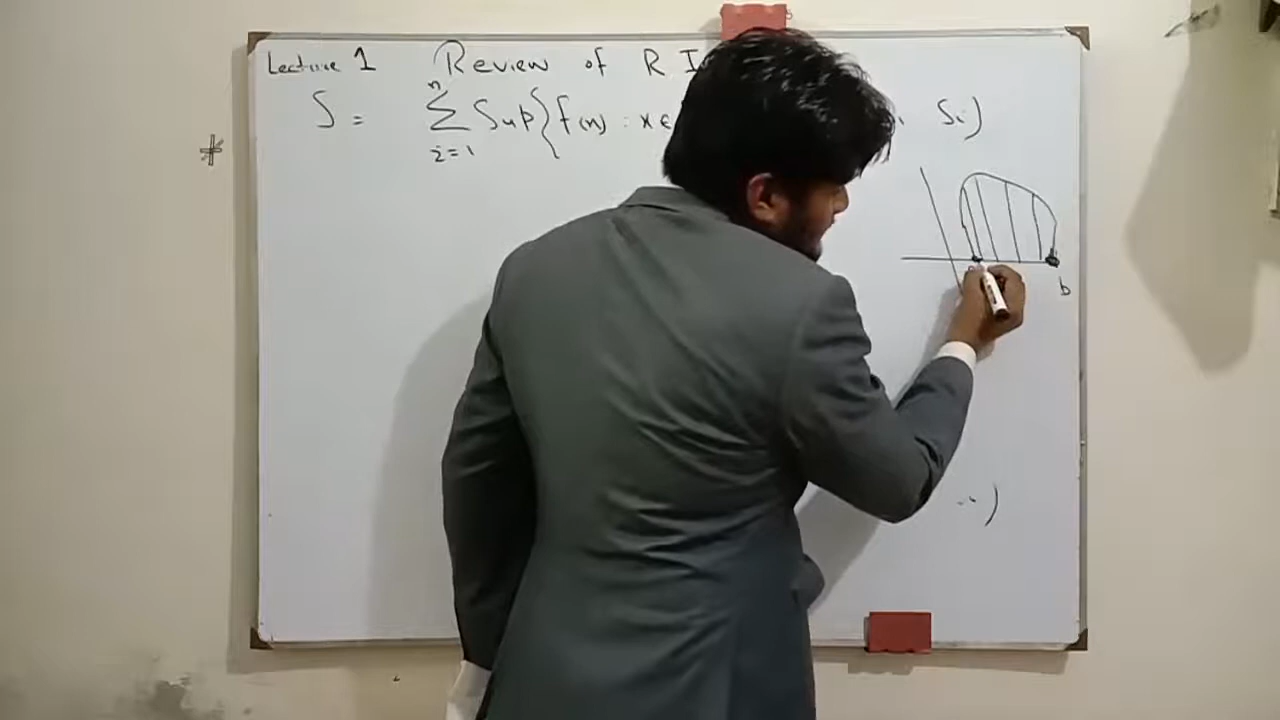 Lecture 1 Review of R I
S = n ∑ i=1 Sup{ f(n) : x ∈ Si)
b
..)